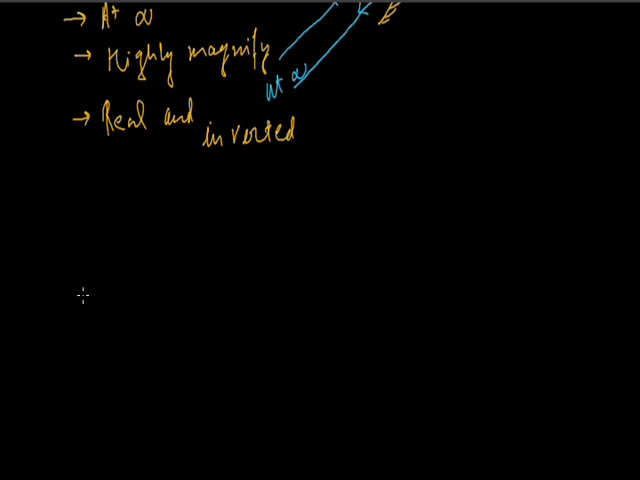 → At ∞
→ Highly magnify
At ∞
→ Real and inverted